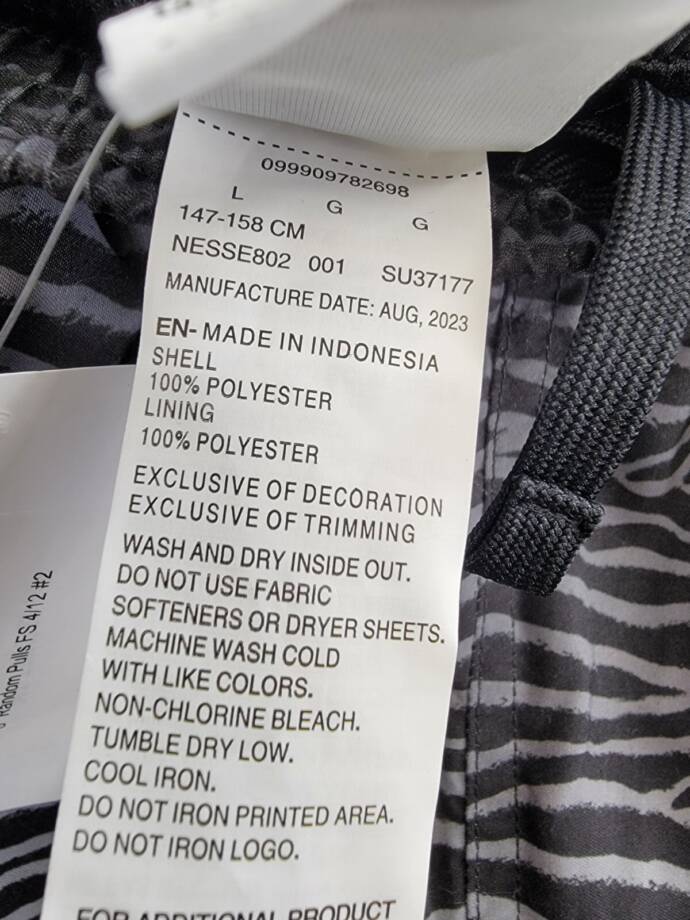 099909782698
L G G
147-158 CM
NESSE802 001 SU37177
MANUFACTURE DATE: AUG, 2023
EN- MADE IN INDONESIA
SHELL
100% POLYESTER
LINING
100% POLYESTER
EXCLUSIVE OF DECORATION
EXCLUSIVE OF TRIMMING
WASH AND DRY INSIDE OUT.
DO NOT USE FABRIC
SOFTENERS OR DRYER SHEETS.
MACHINE WASH COLD
WITH LIKE COLORS.
NON-CHLORINE BLEACH.
TUMBLE DRY LOW.
COOL IRON.
DO NOT IRON PRINTED AREA.
DO NOT IRON LOGO.
FOR ADDITIONAL PRODUCT
Random Pulls FS 4/12 #2